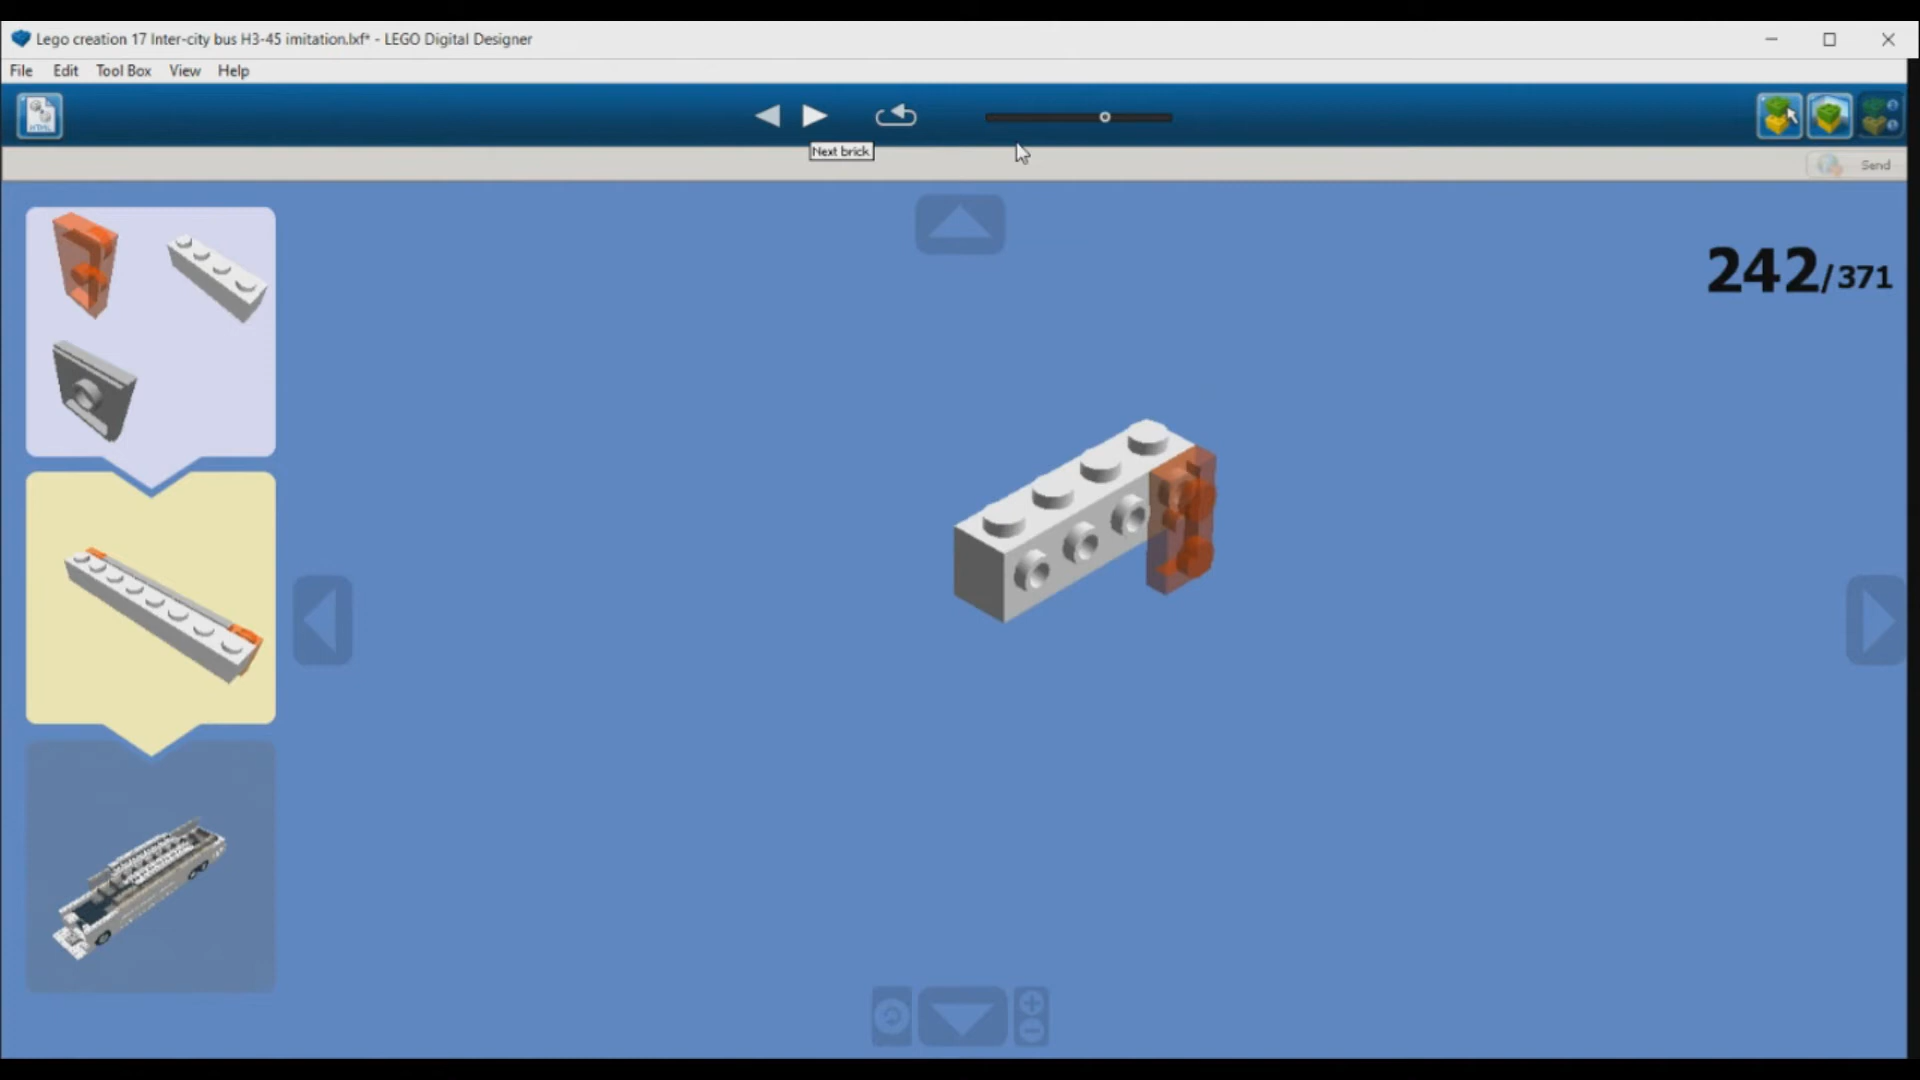 Lego creation 17 Inter-city bus H3-45 imitation.lxf* - LEGO Digital Designer
File Edit Tool Box View Help
HTML
Next brick
Send
242/371